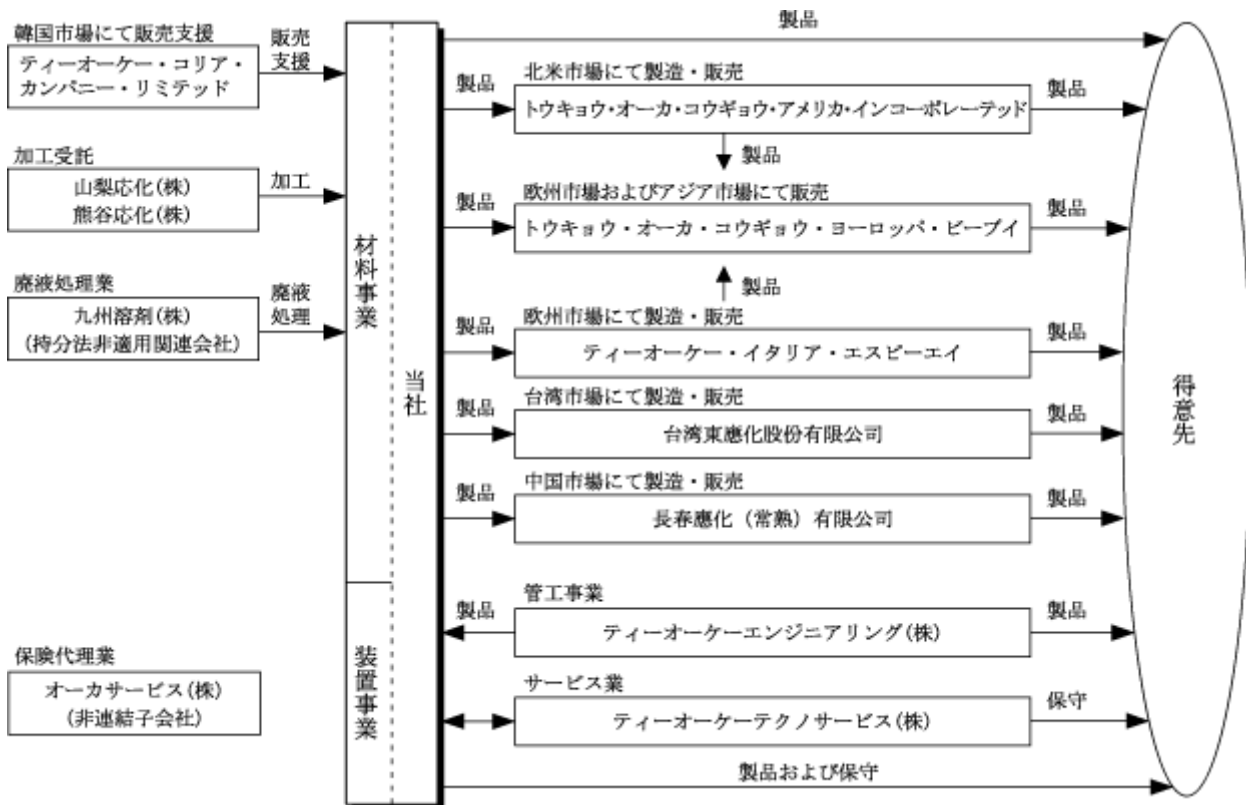 韓国市場にて販売支援
ティーオーケー・コリア・
カンパニー・リミテッド
販売
支援
加工受託
山梨応化(株)
熊谷応化(株)
加工
廃液処理業
九州溶剤(株)
(持分法非適用関連会社)
廃液
処理
保険代理業
オーカサービス(株)
(非連結子会社)
材料事業
装置事業
当社
製品
北米市場にて製造・販売
製品
トウキョウ・オーカ・コウギョウ・アメリカ・インコーポレーテッド
製品
製品
欧州市場およびアジア市場にて販売
製品
トウキョウ・オーカ・コウギョウ・ヨーロッパ・ビーブイ
製品
製品
欧州市場にて製造・販売
製品
ティーオーケー・イタリア・エスピーエイ
製品
台湾市場にて製造・販売
製品
台湾東應化股份有限公司
製品
中国市場にて製造・販売
製品
長春應化（常熟）有限公司
製品
管工事業
製品
ティーオーケーエンジニアリング(株)
製品
サービス業
ティーオーケーテクノサービス(株)
保守
製品および保守
得意先